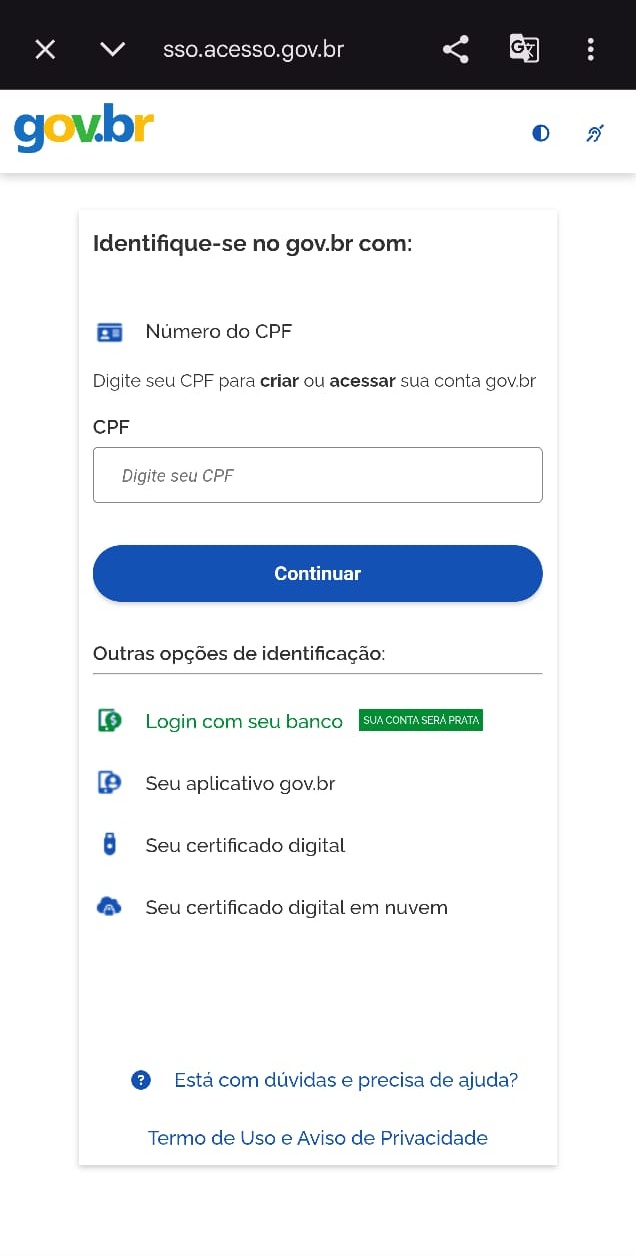 sso.acesso.gov.br
gov.br
Identifique-se no gov.br com:
Número do CPF
Digite seu CPF para criar ou acessar sua conta gov.br
CPF
Digite seu CPF
Continuar
Outras opções de identificação:
Login com seu banco SUA CONTA SERÁ PRATA
Seu aplicativo gov.br
Seu certificado digital
Seu certificado digital em nuvem
Está com dúvidas e precisa de ajuda?
Termo de Uso e Aviso de Privacidade